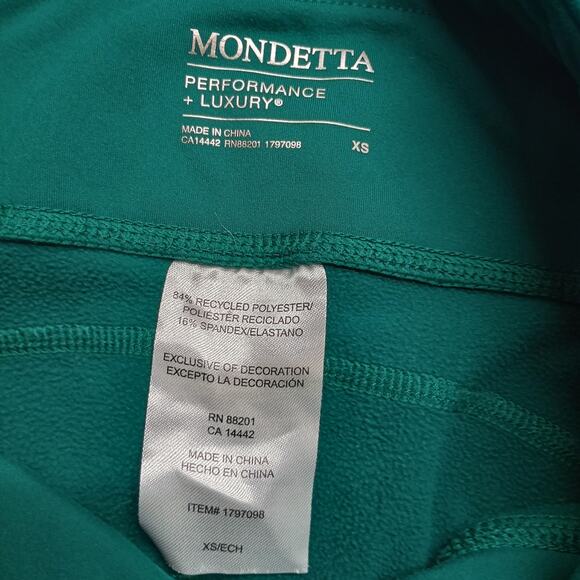 MONDETTA
PERFORMANCE
+ LUXURY®
MADE IN CHINA
CA14442 RN88201 1797098 XS
84% RECYCLED POLYESTER/
POLIÉSTER RECICLADO
16% SPANDEX/ELASTANO
EXCLUSIVE OF DECORATION
EXCEPTO LA DECORACIÓN
RN 88201
CA 14442
MADE IN CHINA
HECHO EN CHINA
ITEM# 1797098
XS/ECH